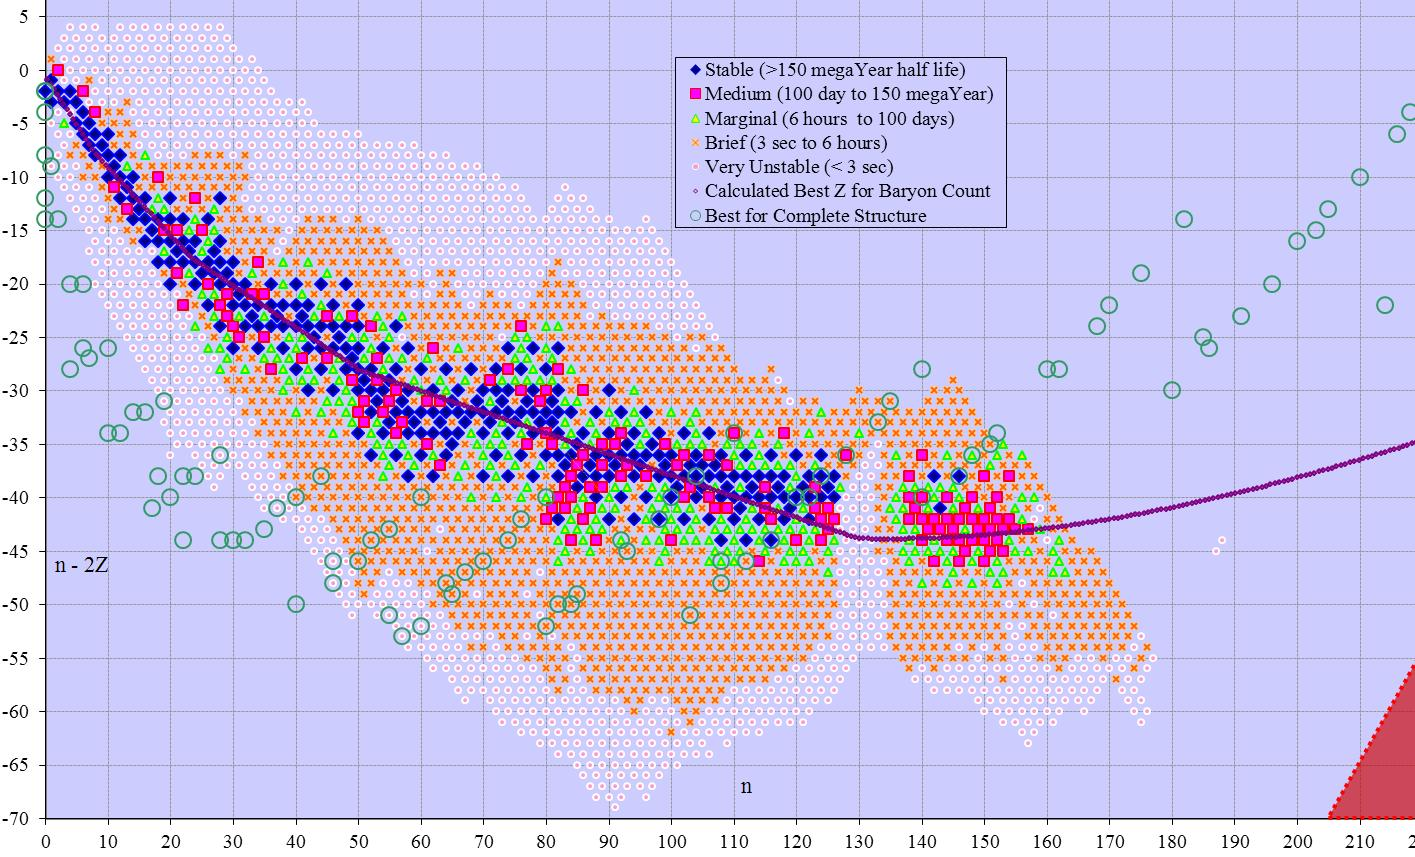 5
0
-5
-10
-15
-20
-25
-30
-35
-40
-45
-50
-55
-60
-65
-70
Stable (>150 megaYear half life)
Medium (100 day to 150 megaYear)
Marginal (6 hours to 100 days)
Brief (3 sec to 6 hours)
Very Unstable (< 3 sec)
Calculated Best Z for Baryon Count
Best for Complete Structure
n - 2Z
n
0 10 20 30 40 50 60 70 80 90 100 110 120 130 140 150 160 170 180 190 200 210